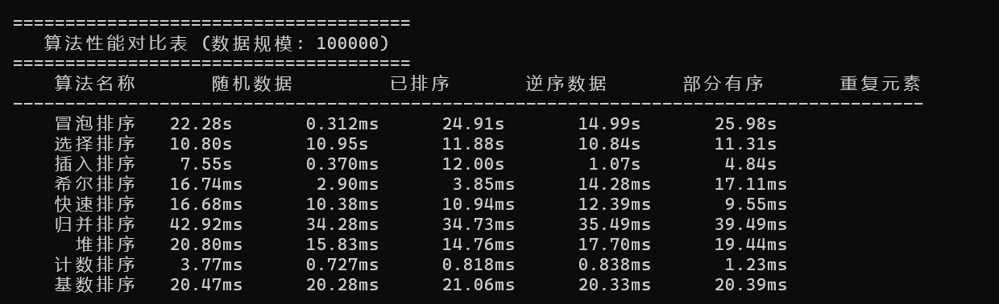 ======================================
算法性能对比表 (数据规模: 100000)
======================================
算法名称 随机数据 已排序 逆序数据 部分有序 重复元素
---------------------------------------------------------------------------------------
冒泡排序 22.28s 0.312ms 24.91s 14.99s 25.98s
选择排序 10.80s 10.95s 11.88s 10.84s 11.31s
插入排序 7.55s 0.370ms 12.00s 1.07s 4.84s
希尔排序 16.74ms 2.90ms 3.85ms 14.28ms 17.11ms
快速排序 16.68ms 10.38ms 10.94ms 12.39ms 9.55ms
归并排序 42.92ms 34.28ms 34.73ms 35.49ms 39.49ms
堆排序 20.80ms 15.83ms 14.76ms 17.70ms 19.44ms
计数排序 3.77ms 0.727ms 0.818ms 0.838ms 1.23ms
基数排序 20.47ms 20.28ms 21.06ms 20.33ms 20.39ms